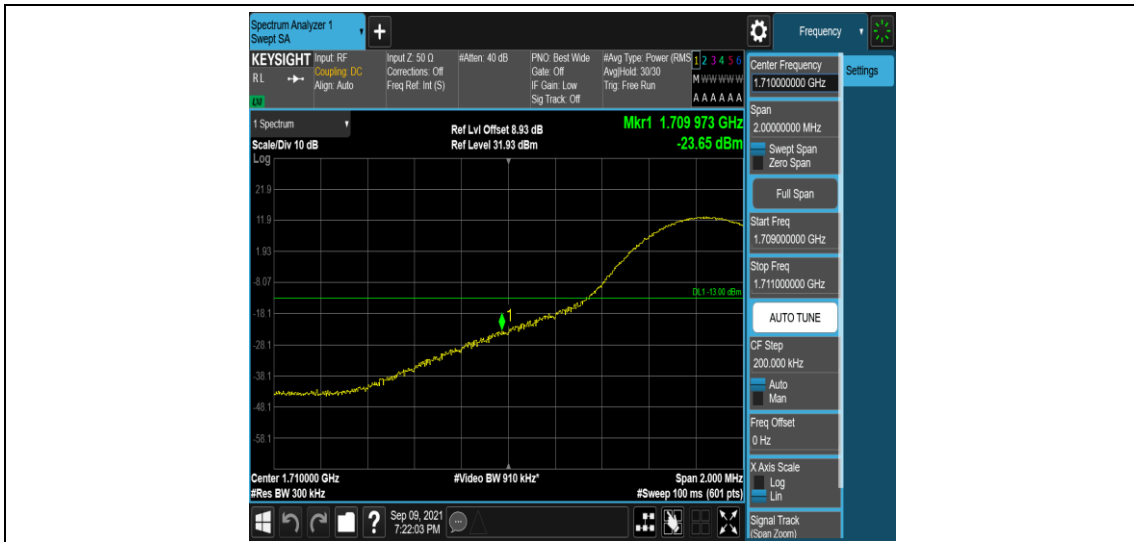 Spectrum Analyzer 1
Swept SA
+
Frequency
KEYSIGHT
RL
LXI
Input: RF
Coupling: DC
Align: Auto
Input Z: 50 Ω
Corrections: Off
Freq Ref: Int (S)
#Atten: 40 dB
PNO: Best Wide
Gate: Off
IF Gain: Low
Sig Track: Off
#Avg Type: Power (RMS
Avg|Hold: 30/30
Trig: Free Run
1 2 3 4 5 6
M W W W W W
A A A A A A
1 Spectrum
Scale/Div 10 dB
Log
Ref Lvl Offset 8.93 dB
Ref Level 31.93 dBm
Mkr1 1.709 973 GHz
-23.65 dBm
21.9
11.9
1.93
-8.07
-18.1
-28.1
-38.1
-48.1
-58.1
DL1 -13.00 dBm
1
Center 1.710000 GHz
#Res BW 300 kHz
#Video BW 910 kHz*
Span 2.000 MHz
#Sweep 100 ms (601 pts)
Center Frequency
1.710000000 GHz
Settings
Span
2.00000000 MHz
Swept Span
Zero Span
Full Span
Start Freq
1.709000000 GHz
Stop Freq
1.711000000 GHz
AUTO TUNE
CF Step
200.000 kHz
Auto
Man
Freq Offset
0 Hz
X Axis Scale
Log
Lin
Signal Track
(Span Zoom)
?
Sep 09, 2021
7:22:03 PM